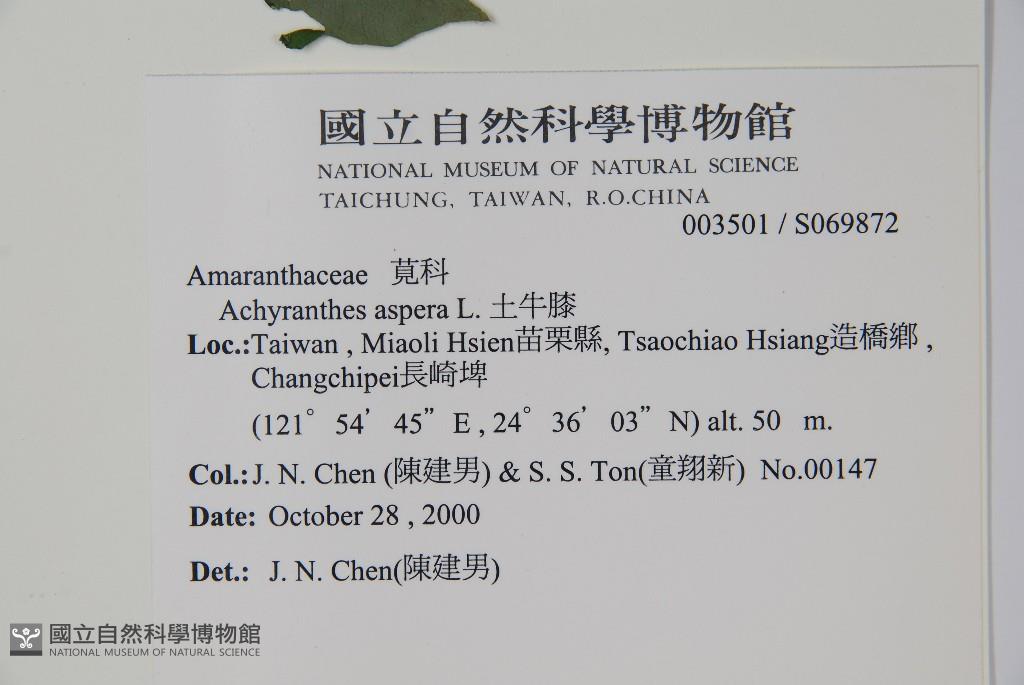 國立自然科學博物館
NATIONAL MUSEUM OF NATURAL SCIENCE
TAICHUNG, TAIWAN, R.O.CHINA
003501 / S069872
Amaranthaceae 莧科
Achyranthes aspera L. 土牛膝
Loc.:Taiwan , Miaoli Hsien苗栗縣, Tsaochiao Hsiang造橋鄉 ,
Changchipei長崎埤
(121° 54’ 45” E , 24° 36’ 03” N) alt. 50 m.
Col.: J. N. Chen (陳建男) & S. S. Ton(童翔新) No.00147
Date: October 28 , 2000
Det.: J. N. Chen(陳建男)
國立自然科學博物館
NATIONAL MUSEUM OF NATURAL SCIENCE